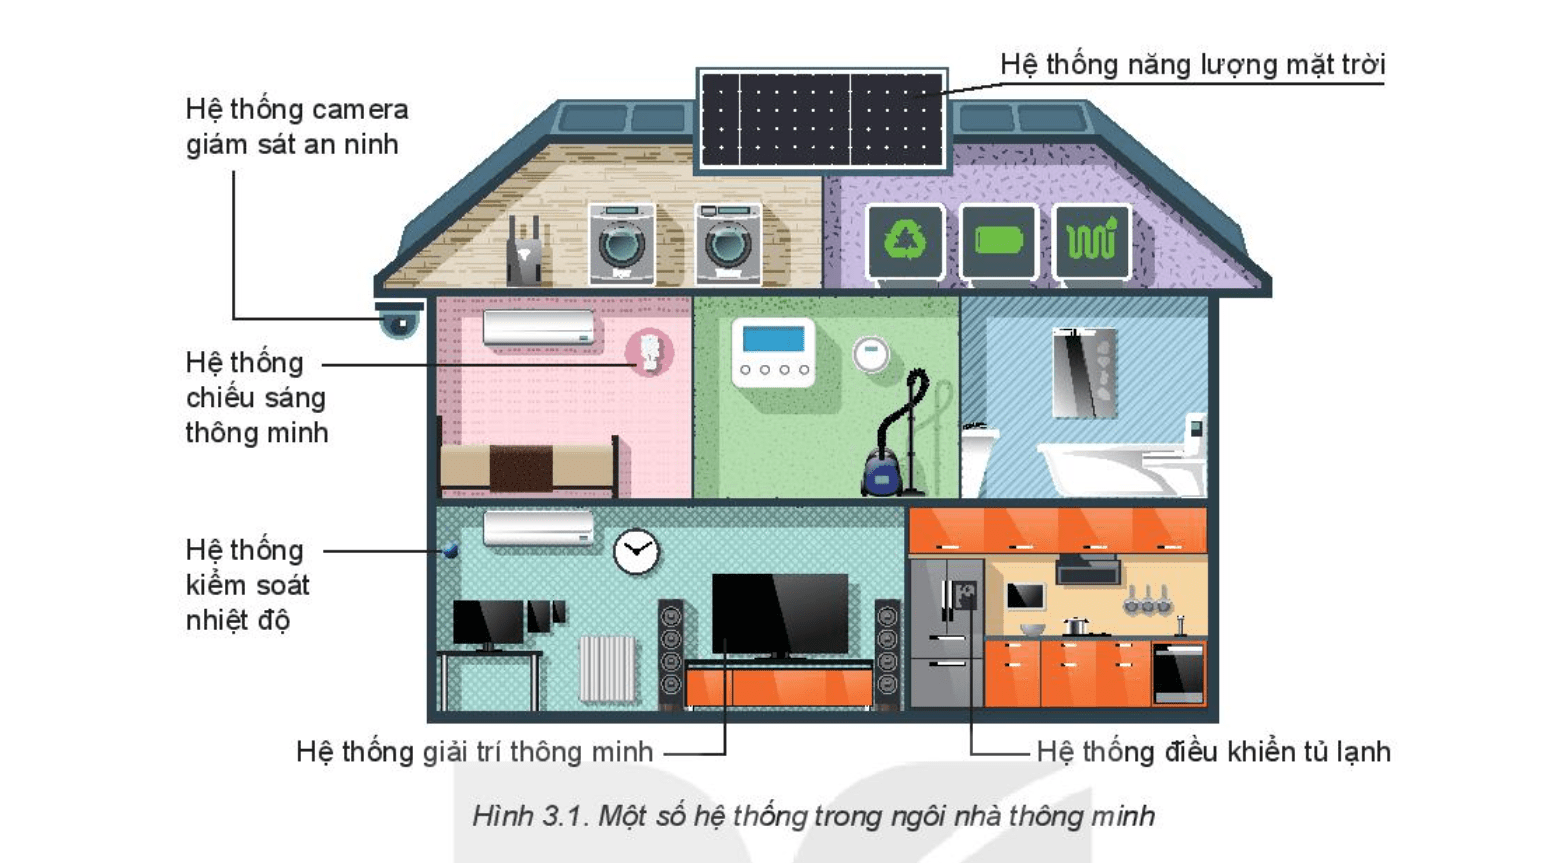 Hệ thống năng lượng mặt trời
Hệ thống camera
giám sát an ninh
Hệ thống
chiếu sáng
thông minh
Hệ thống
kiểm soát
nhiệt độ
Hệ thống giải trí thông minh
Hệ thống điều khiển tủ lạnh
Hình 3.1. Một số hệ thống trong ngôi nhà thông minh